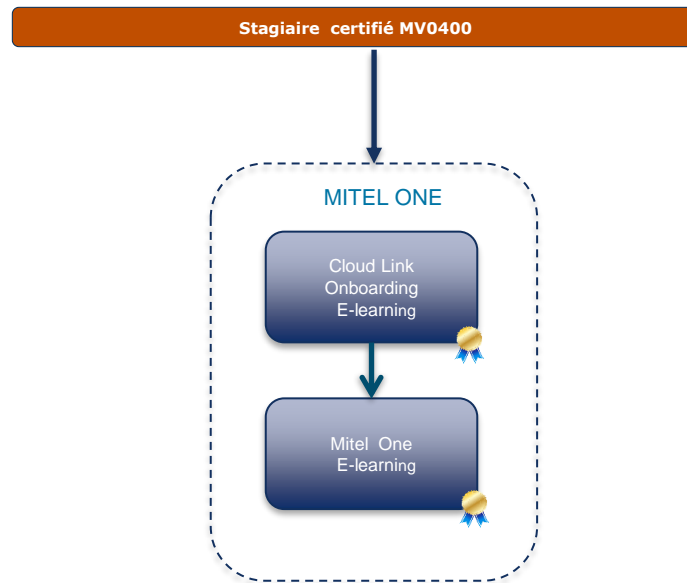 Stagiaire certifié MV0400
MITEL ONE
Cloud Link
Onboarding
E-learning
Mitel One
E-learning